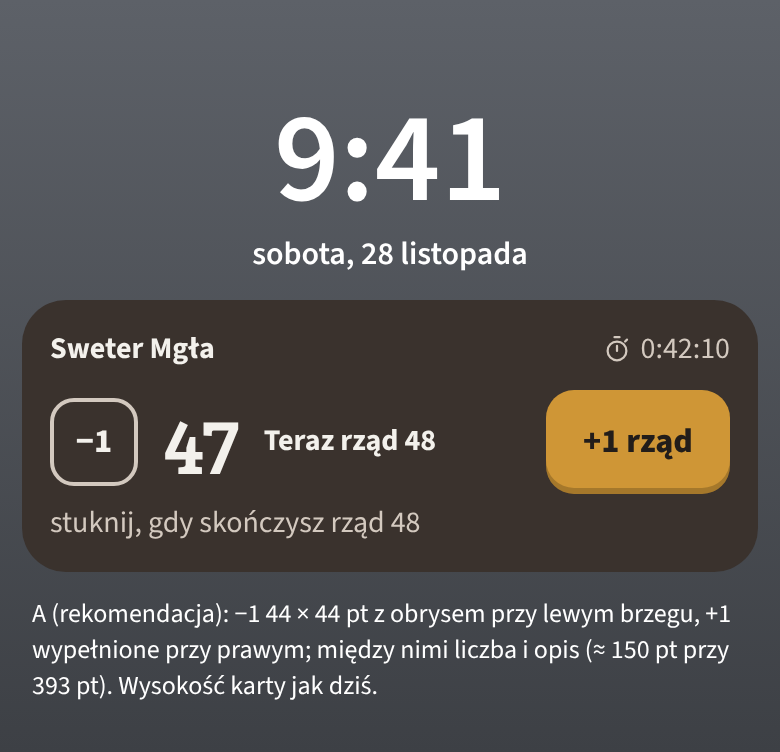 9:41
sobota, 28 listopada
Sweter Mgła
0:42:10
−1
47
Teraz rząd 48
+1 rząd
stuknij, gdy skończysz rząd 48
A (rekomendacja): −1 44 × 44 pt z obrysem przy lewym brzegu, +1
wypełnione przy prawym; między nimi liczba i opis (≈ 150 pt przy
393 pt). Wysokość karty jak dziś.